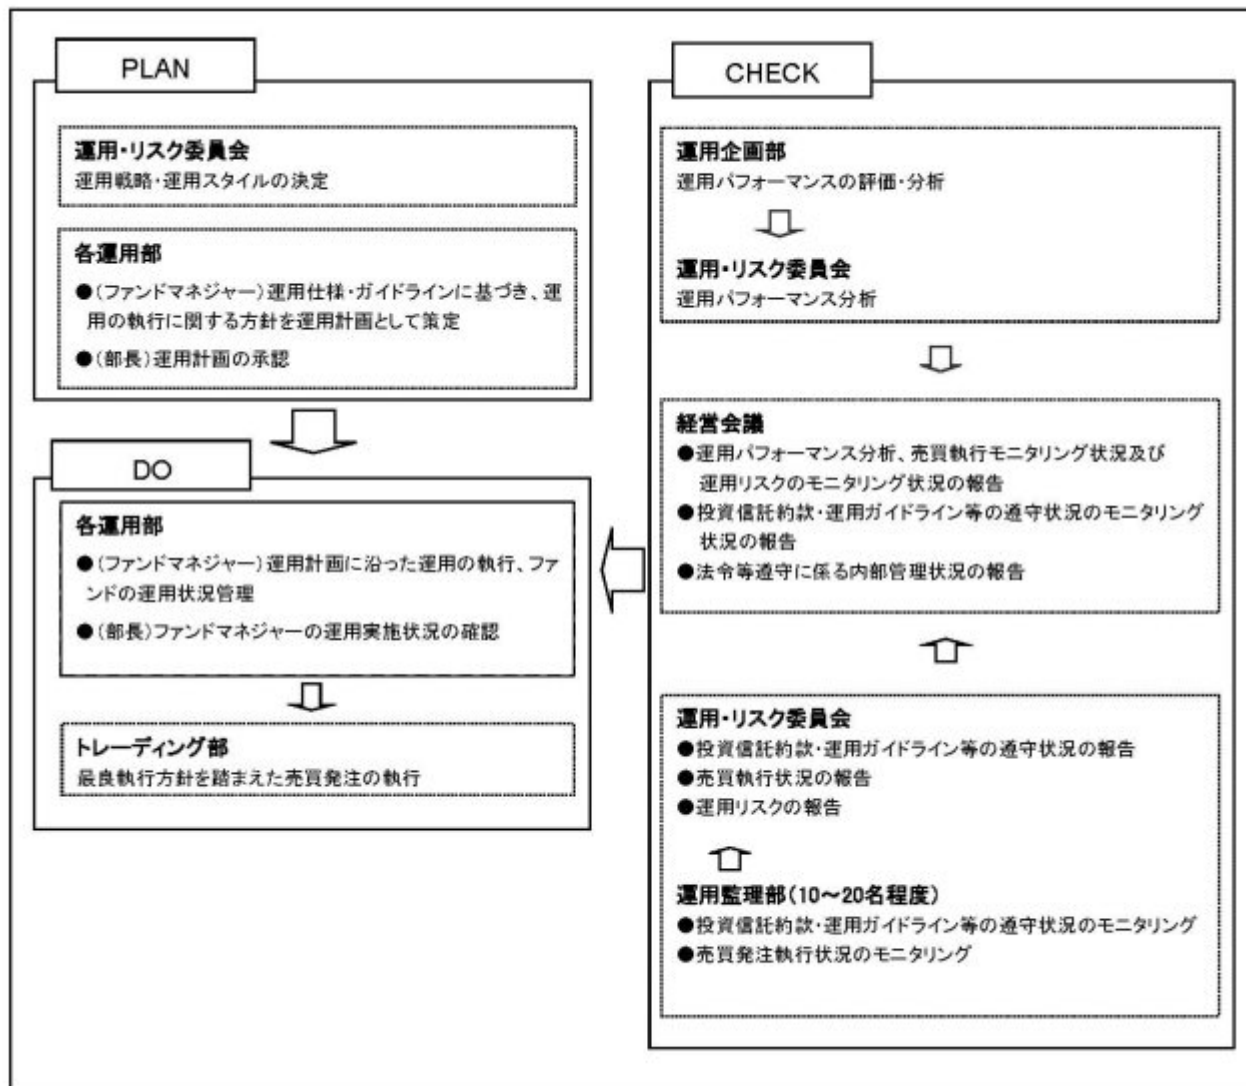 PLAN
運用・リスク委員会
運用戦略・運用スタイルの決定
各運用部
●(ファンドマネジャー)運用仕様・ガイドラインに基づき、運
用の執行に関する方針を運用計画として策定
●(部長)運用計画の承認
DO
各運用部
●(ファンドマネジャー)運用計画に沿った運用の執行、ファ
ンドの運用状況管理
●(部長)ファンドマネジャーの運用実施状況の確認
トレーディング部
最良執行方針を踏まえた売買発注の執行
CHECK
運用企画部
運用パフォーマンスの評価・分析
運用・リスク委員会
運用パフォーマンス分析
経営会議
●運用パフォーマンス分析、売買執行モニタリング状況及び
運用リスクのモニタリング状況の報告
●投資信託約款・運用ガイドライン等の遵守状況のモニタリング
状況の報告
●法令等遵守に係る内部管理状況の報告
運用・リスク委員会
●投資信託約款・運用ガイドライン等の遵守状況の報告
●売買執行状況の報告
●運用リスクの報告
運用監理部(10～20名程度)
●投資信託約款・運用ガイドライン等の遵守状況のモニタリング
●売買発注執行状況のモニタリング